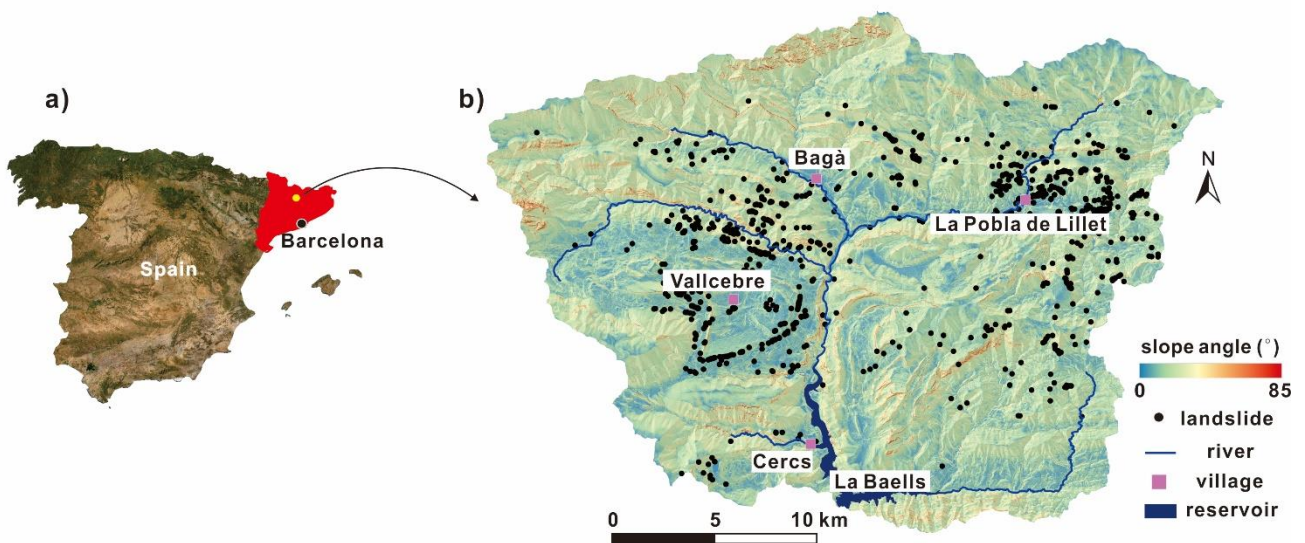 a)
Spain
Barcelona
b)
Bagà
N
La Pobla de Lillet
Vallcebre
Cercs
La Baells
0 5 10 km
slope angle (°)
0 85
landslide
river
village
reservoir